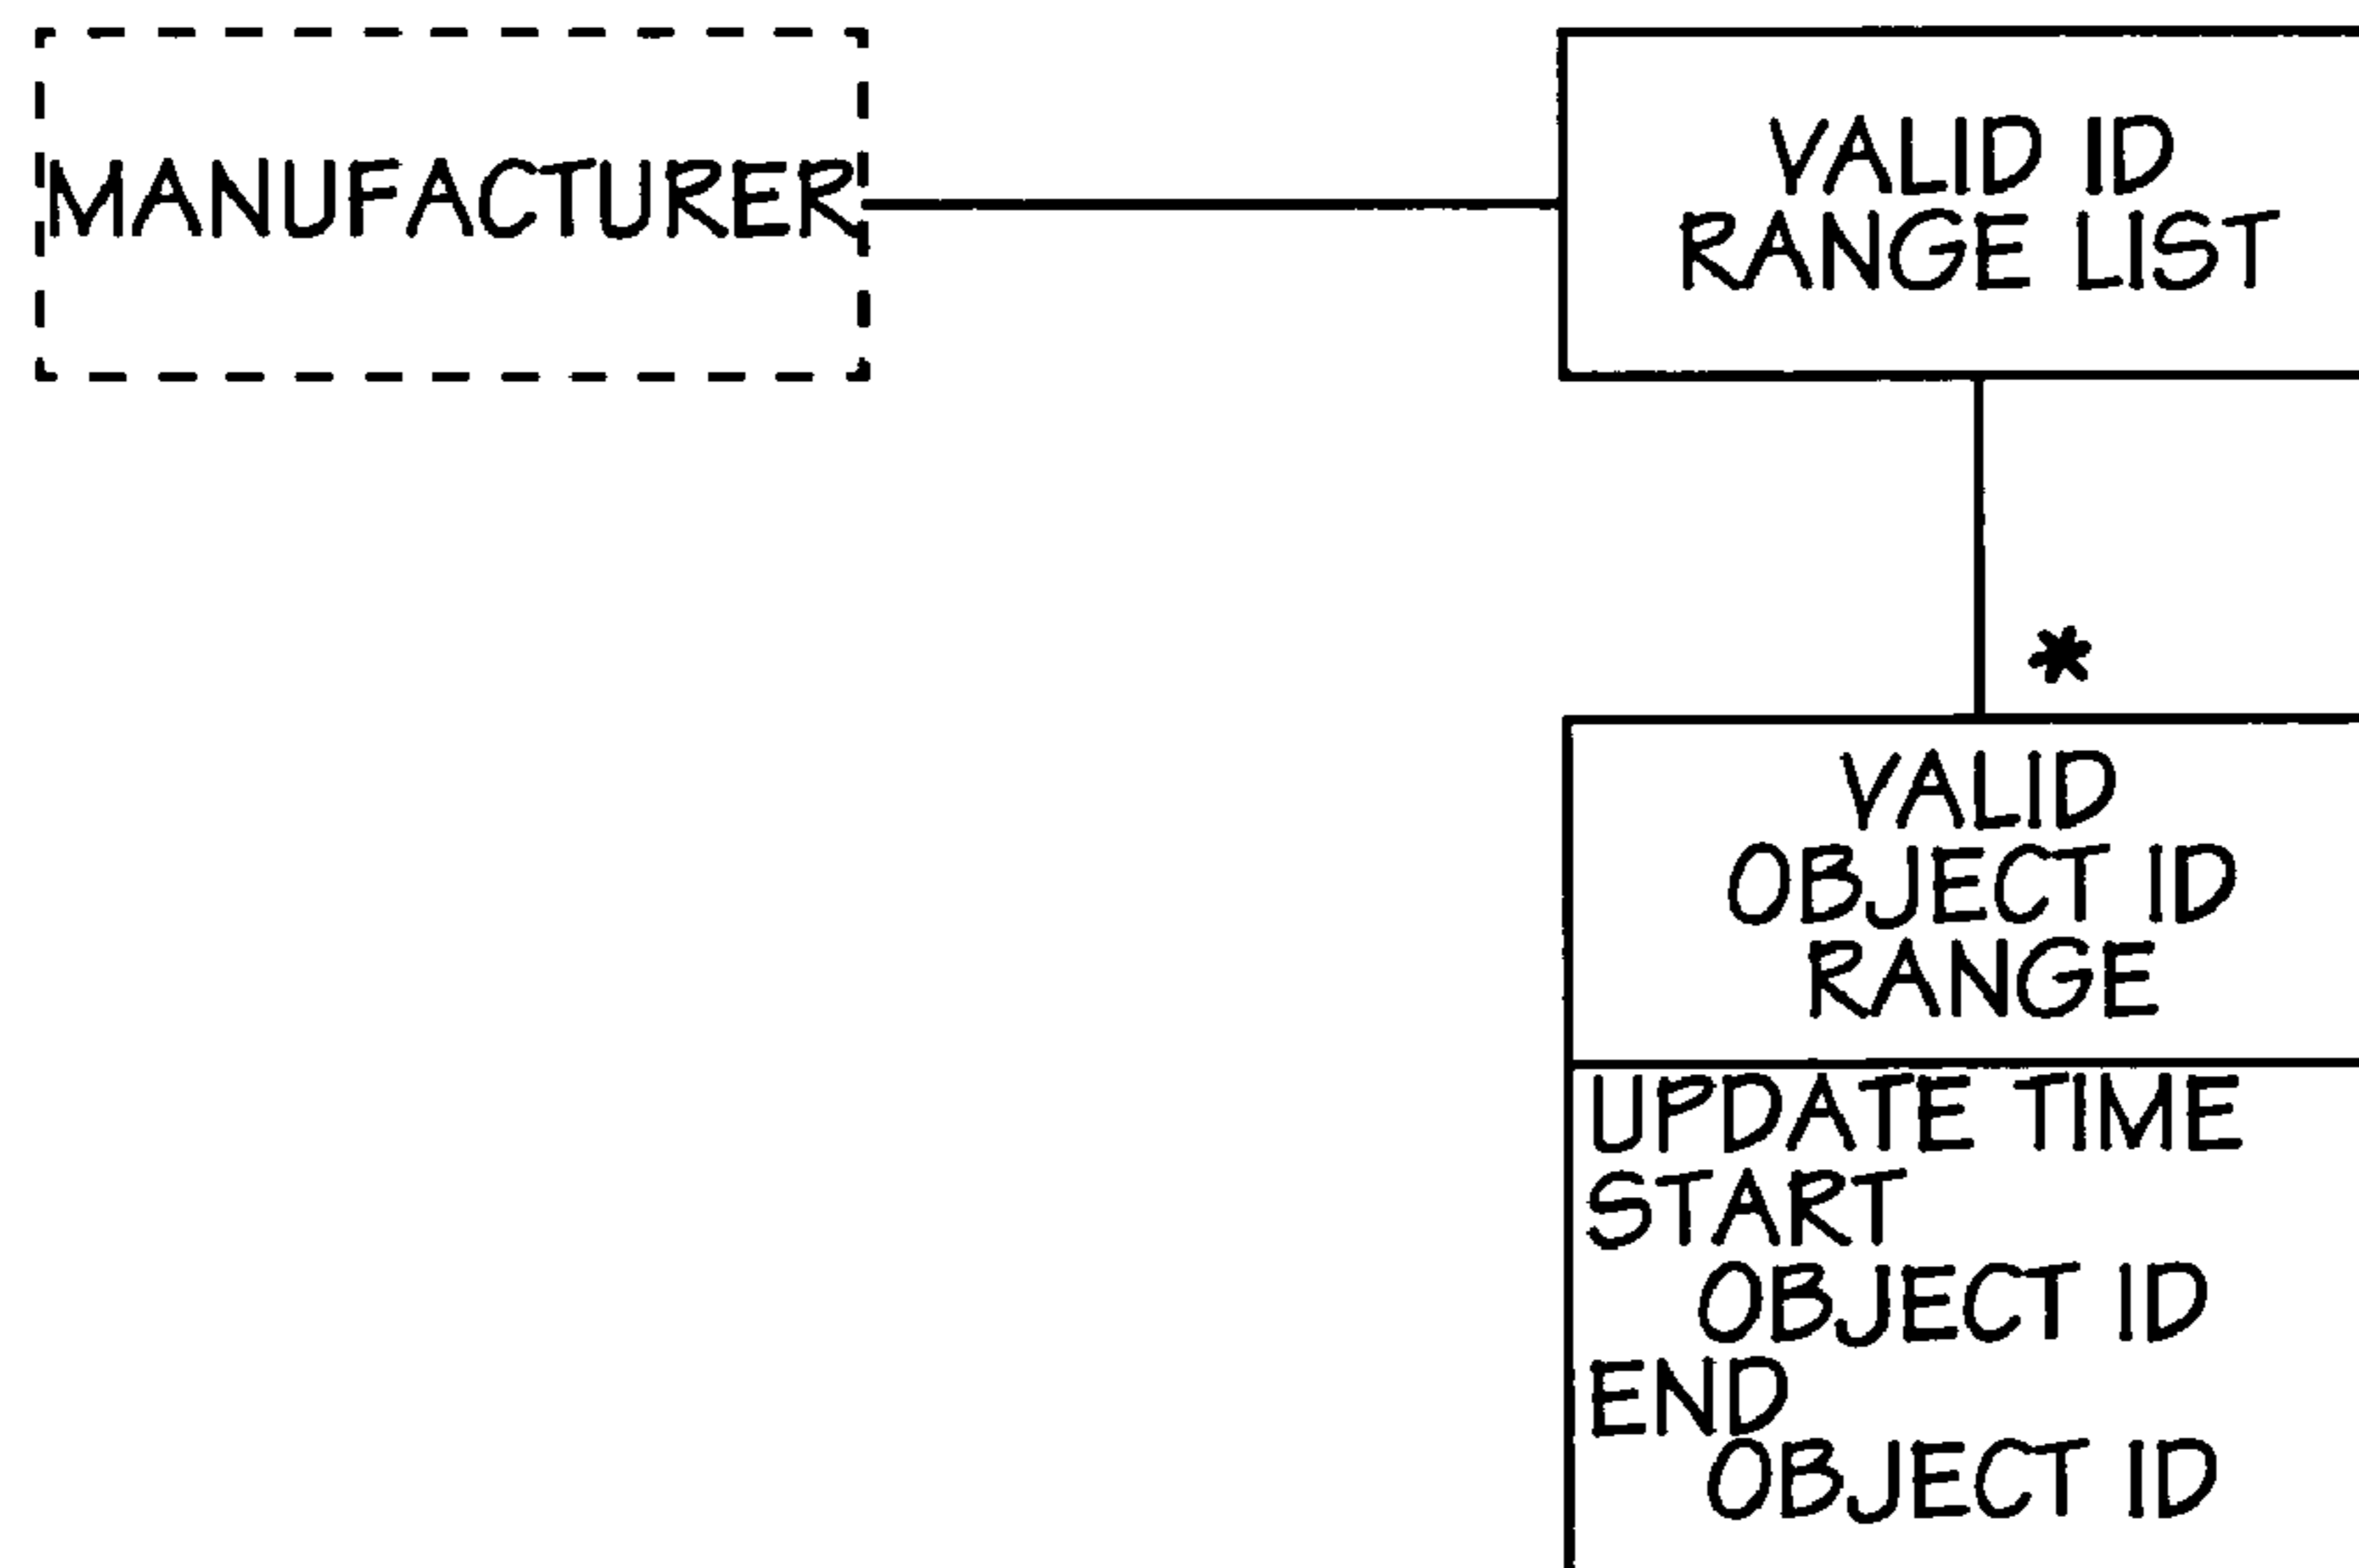 MANUFACTURER
VALID ID
RANGE LIST
*
VALID
OBJECT ID
RANGE
UPDATE TIME
START
OBJECT ID
END
OBJECT ID